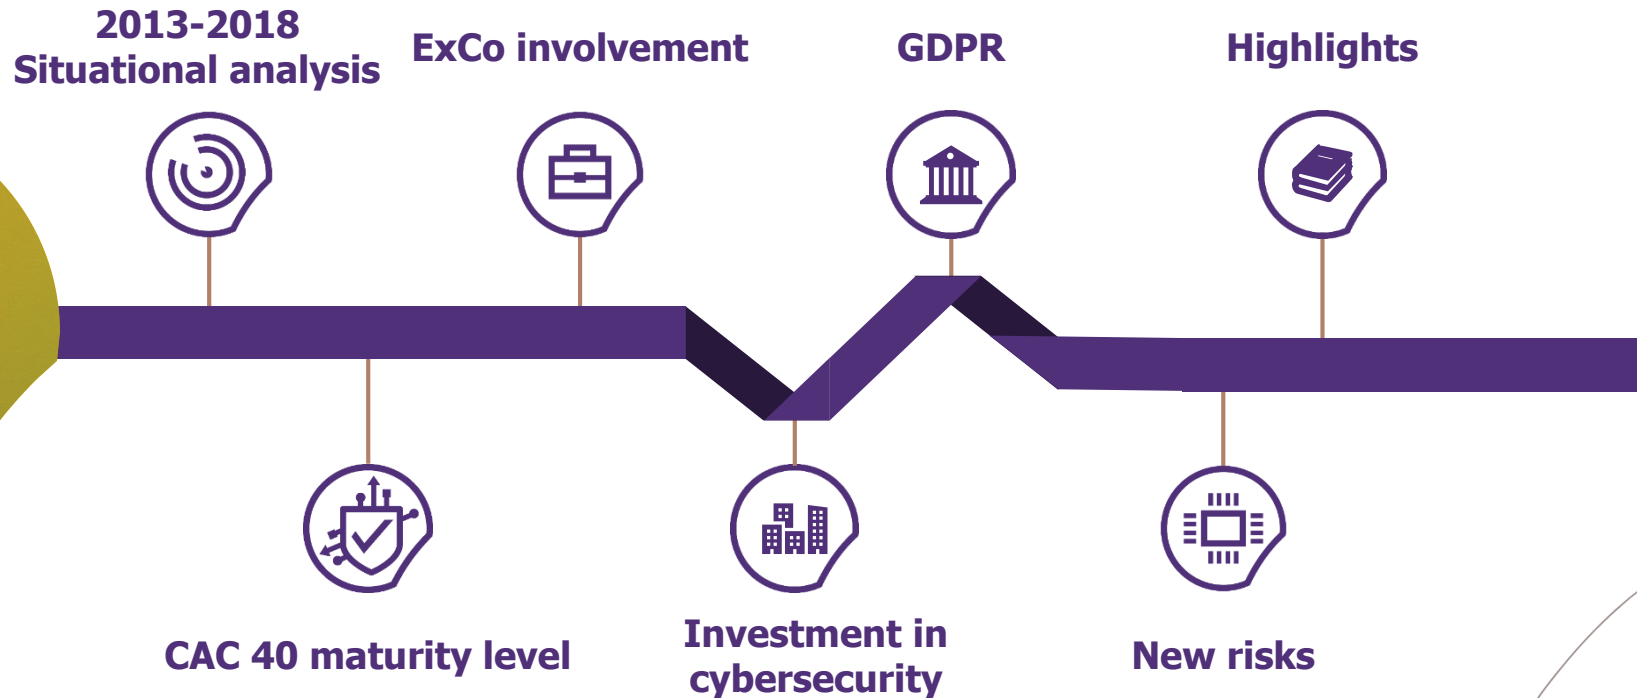 2013-2018
Situational analysis
ExCo involvement
GDPR
Highlights
CAC 40 maturity level
Investment in
cybersecurity
New risks